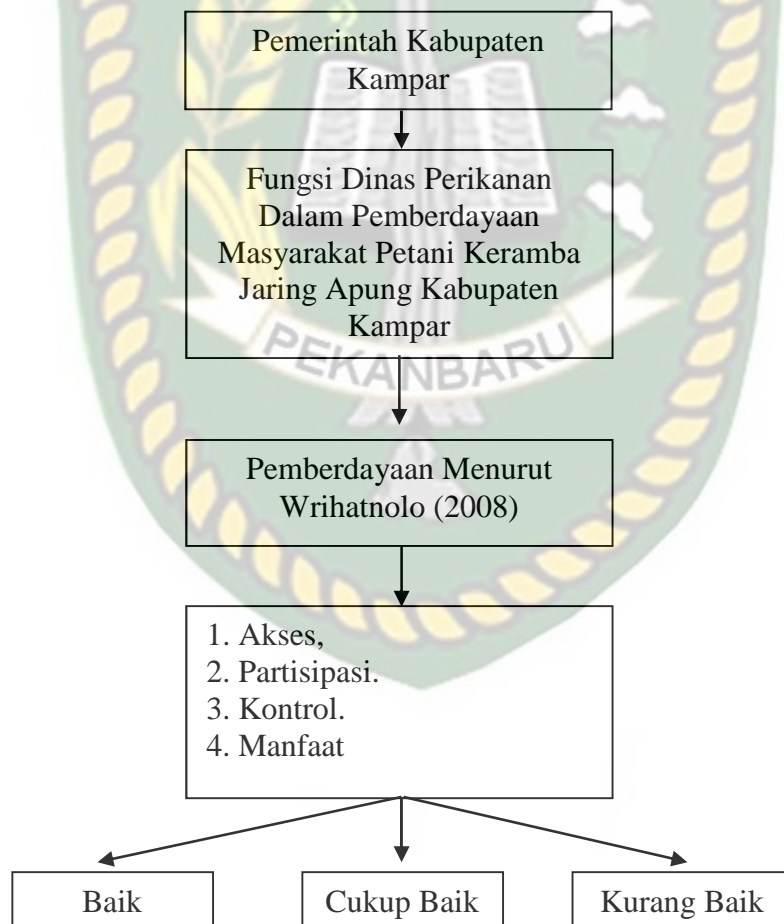 Pemerintah Kabupaten
Kampar
Fungsi Dinas Perikanan
Dalam Pemberdayaan
Masyarakat Petani Keramba
Jaring Apung Kabupaten
Kampar
PEKANBARU
Pemberdayaan Menurut
Wrihatnolo (2008)
1. Akses,
2. Partisipasi.
3. Kontrol.
4. Manfaat
Baik
Cukup Baik
Kurang Baik